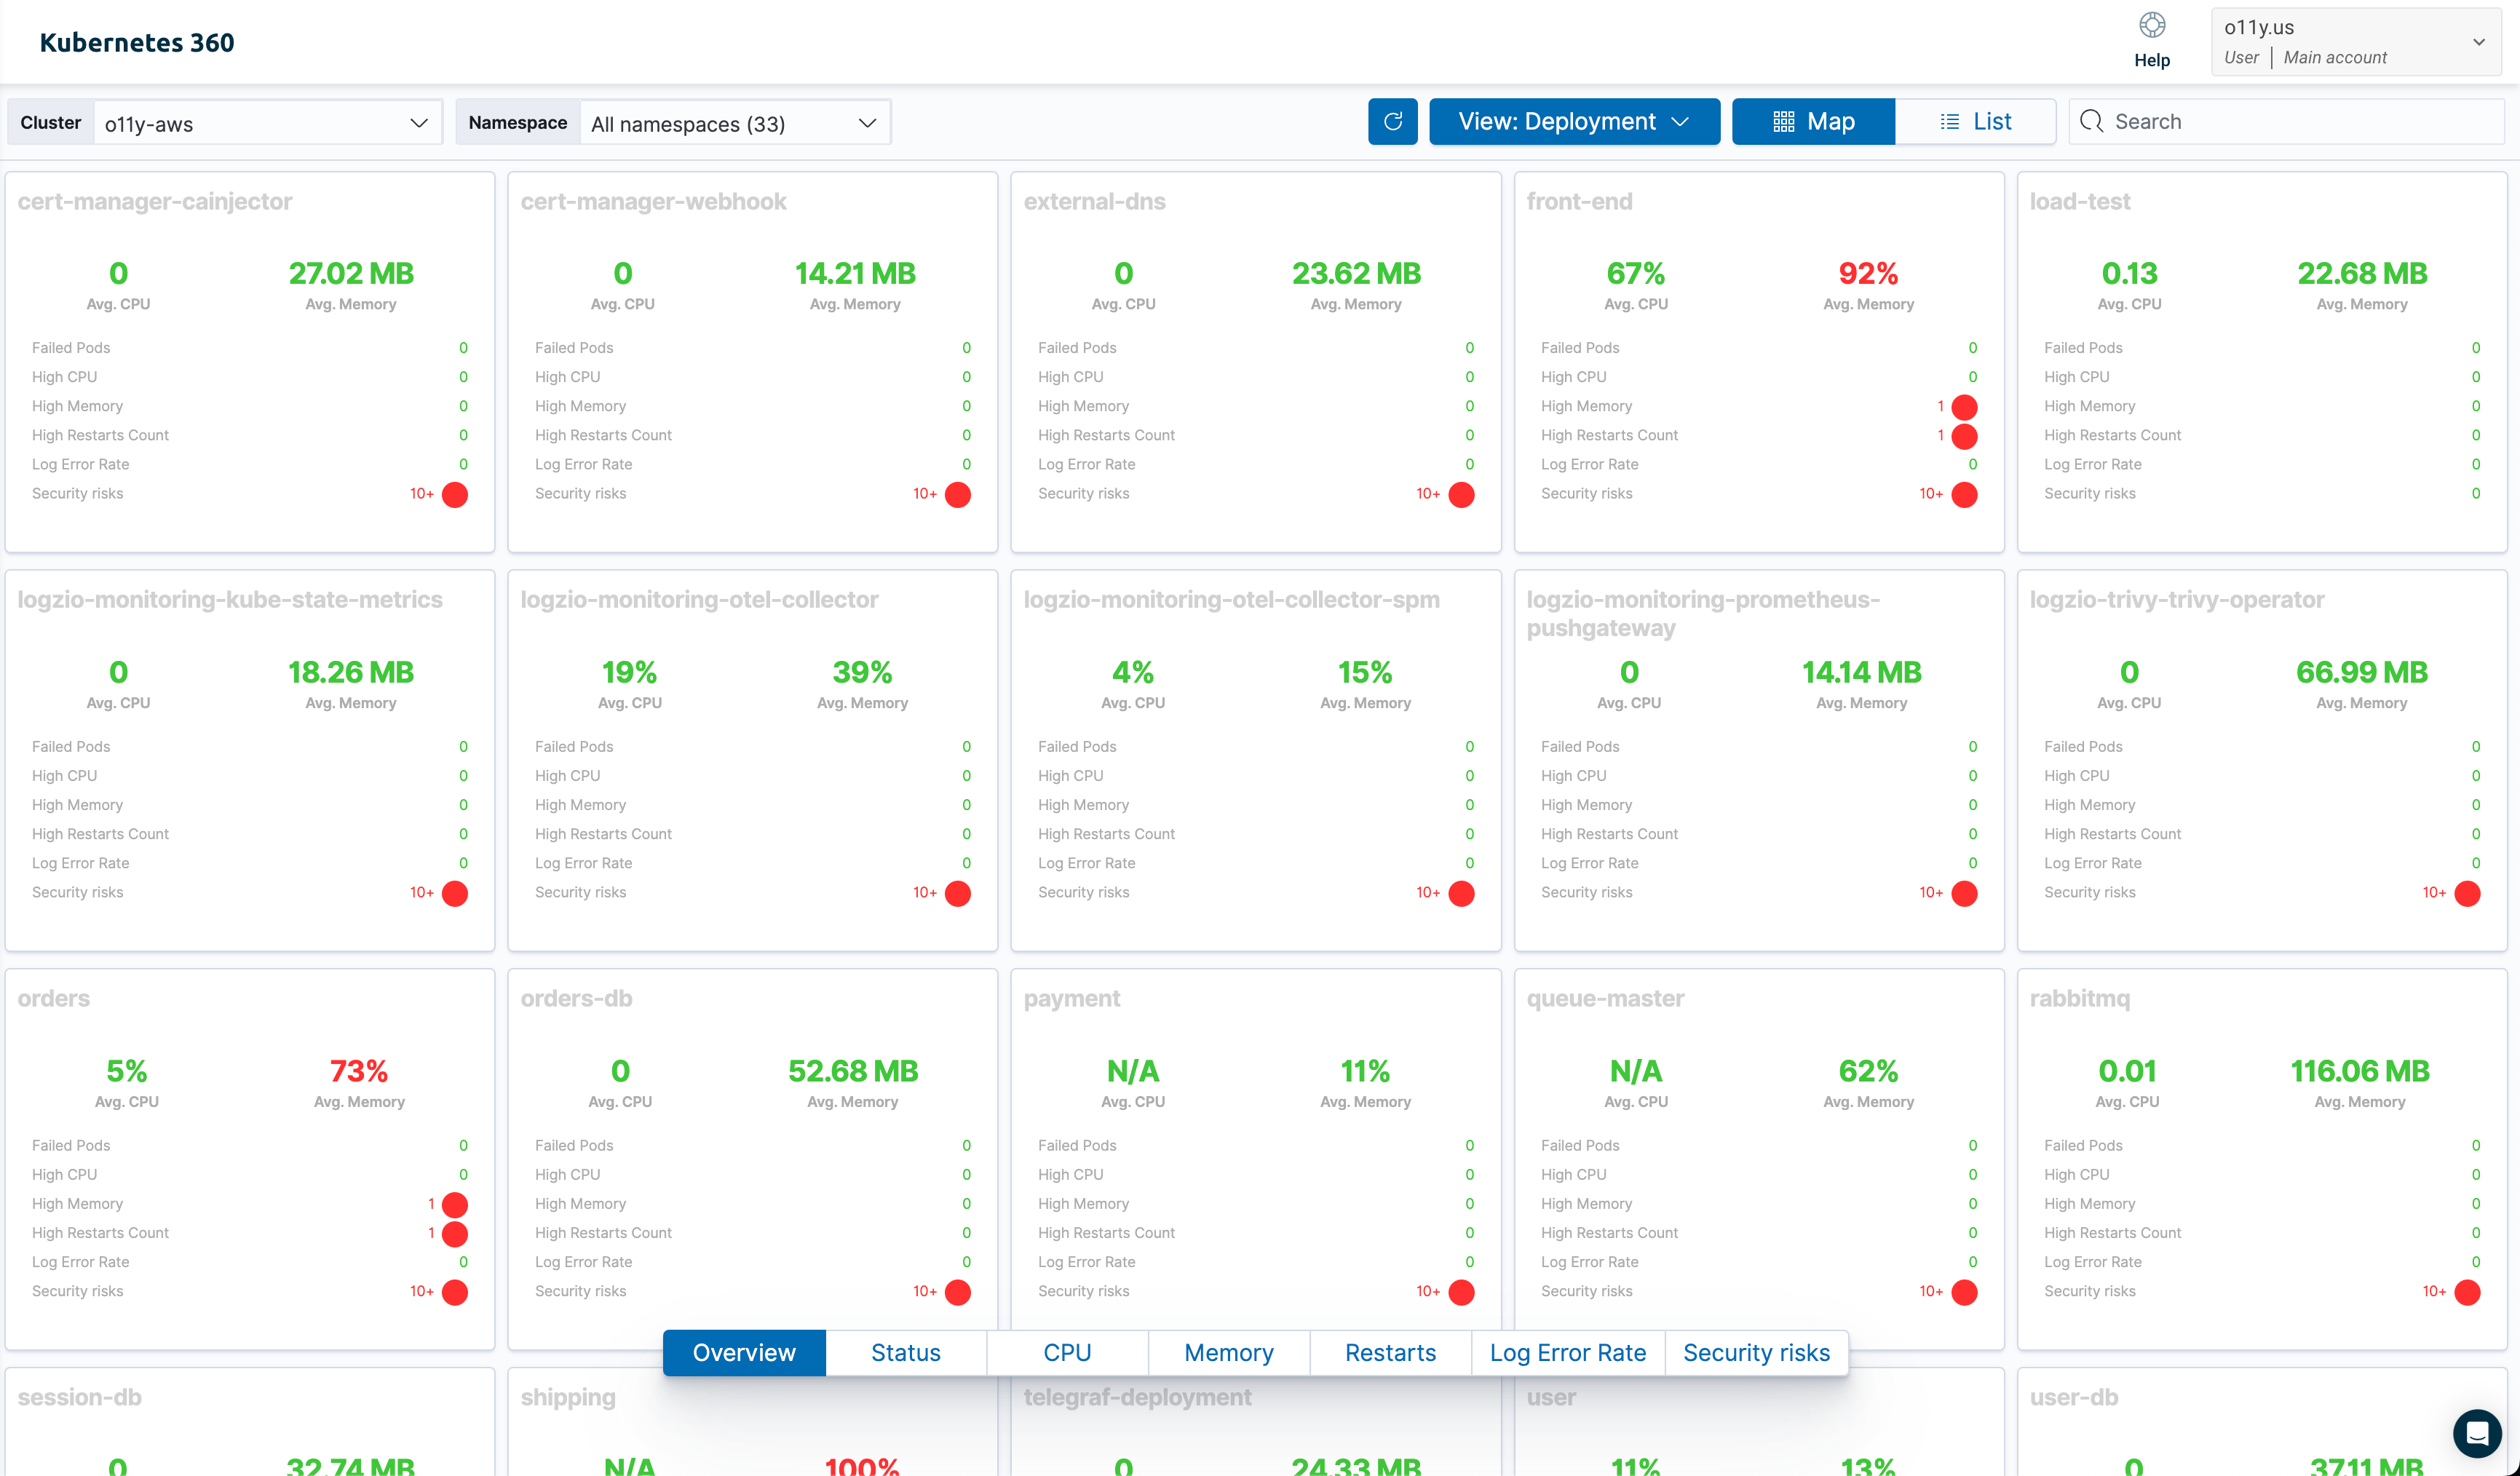 Kubernetes 360
Help
o11y.us
User | Main account
Cluster
o11y-aws
Namespace
All namespaces (33)
View: Deployment
Map
List
Search
cert-manager-cainjector
0
27.02 MB
Avg. CPU
Avg. Memory
Failed Pods 0
High CPU 0
High Memory 0
High Restarts Count 0
Log Error Rate 0
Security risks 10+
cert-manager-webhook
0
14.21 MB
Avg. CPU
Avg. Memory
Failed Pods 0
High CPU 0
High Memory 0
High Restarts Count 0
Log Error Rate 0
Security risks 10+
external-dns
0
23.62 MB
Avg. CPU
Avg. Memory
Failed Pods 0
High CPU 0
High Memory 0
High Restarts Count 0
Log Error Rate 0
Security risks 10+
front-end
67%
92%
Avg. CPU
Avg. Memory
Failed Pods 0
High CPU 0
High Memory 1
High Restarts Count 1
Log Error Rate 0
Security risks 10+
load-test
0.13
22.68 MB
Avg. CPU
Avg. Memory
Failed Pods 0
High CPU 0
High Memory 0
High Restarts Count 0
Log Error Rate 0
Security risks 0
logzio-monitoring-kube-state-metrics
0
18.26 MB
Avg. CPU
Avg. Memory
Failed Pods 0
High CPU 0
High Memory 0
High Restarts Count 0
Log Error Rate 0
Security risks 10+
logzio-monitoring-otel-collector
19%
39%
Avg. CPU
Avg. Memory
Failed Pods 0
High CPU 0
High Memory 0
High Restarts Count 0
Log Error Rate 0
Security risks 10+
logzio-monitoring-otel-collector-spm
4%
15%
Avg. CPU
Avg. Memory
Failed Pods 0
High CPU 0
High Memory 0
High Restarts Count 0
Log Error Rate 0
Security risks 10+
logzio-monitoring-prometheus-
pushgateway
0
14.14 MB
Avg. CPU
Avg. Memory
Failed Pods 0
High CPU 0
High Memory 0
High Restarts Count 0
Log Error Rate 0
Security risks 10+
logzio-trivy-trivy-operator
0
66.99 MB
Avg. CPU
Avg. Memory
Failed Pods 0
High CPU 0
High Memory 0
High Restarts Count 0
Log Error Rate 0
Security risks 10+
orders
5%
73%
Avg. CPU
Avg. Memory
Failed Pods 0
High CPU 0
High Memory 1
High Restarts Count 1
Log Error Rate 0
Security risks 10+
orders-db
0
52.68 MB
Avg. CPU
Avg. Memory
Failed Pods 0
High CPU 0
High Memory 0
High Restarts Count 0
Log Error Rate 0
Security risks 10+
payment
N/A
11%
Avg. CPU
Avg. Memory
Failed Pods 0
High CPU 0
High Memory 0
High Restarts Count 0
Log Error Rate 0
Security risks 10+
queue-master
N/A
62%
Avg. CPU
Avg. Memory
Failed Pods 0
High CPU 0
High Memory 0
High Restarts Count 0
Log Error Rate 0
Security risks 10+
rabbitmq
0.01
116.06 MB
Avg. CPU
Avg. Memory
Failed Pods 0
High CPU 0
High Memory 0
High Restarts Count 0
Log Error Rate 0
Security risks 10+
Overview
Status
CPU
Memory
Restarts
Log Error Rate
Security risks
session-db
0
32.74 MB
shipping
N/A
100%
telegraf-deployment
0
24.33 MB
user
11%
13%
user-db
0
37.11 MB